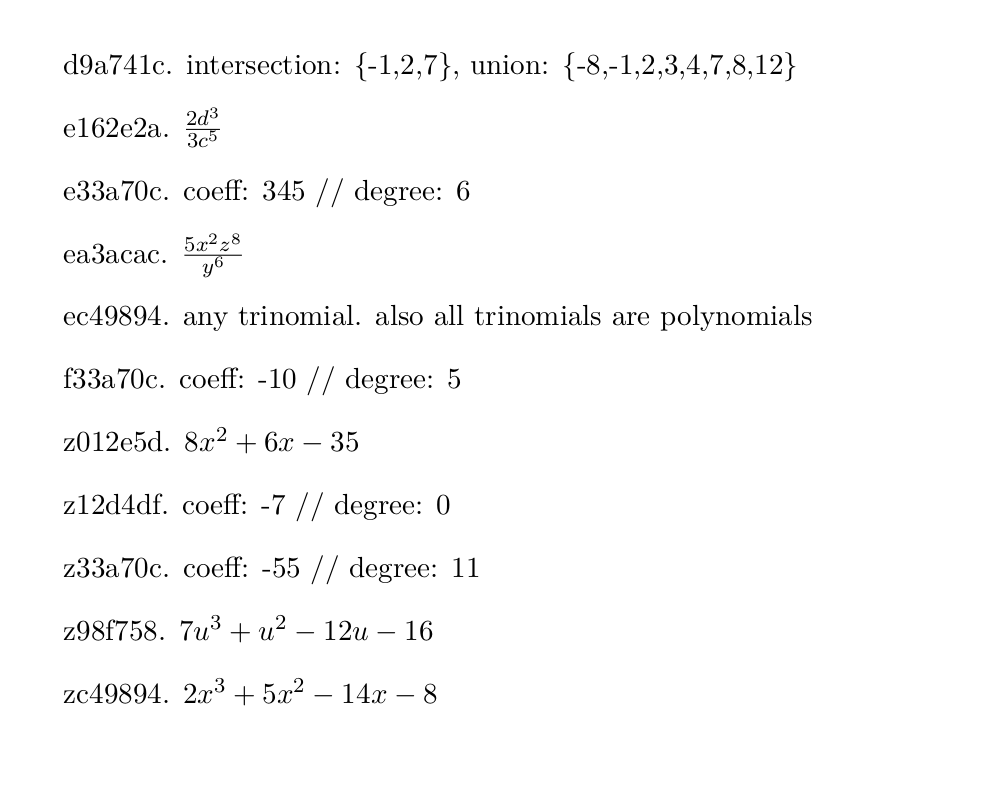 d9a741c. intersection: {-1,2,7}, union: {-8,-1,2,3,4,7,8,12}
e162e2a. $\frac{2d^3}{3c^5}$
e33a70c. coeff: 345 // degree: 6
ea3acac. $\frac{5x^2z^8}{y^6}$
ec49894. any trinomial. also all trinomials are polynomials
f33a70c. coeff: -10 // degree: 5
z012e5d. $8x^2 + 6x - 35$
z12d4df. coeff: -7 // degree: 0
z33a70c. coeff: -55 // degree: 11
z98f758. $7u^3 + u^2 - 12u - 16$
zc49894. $2x^3 + 5x^2 - 14x - 8$